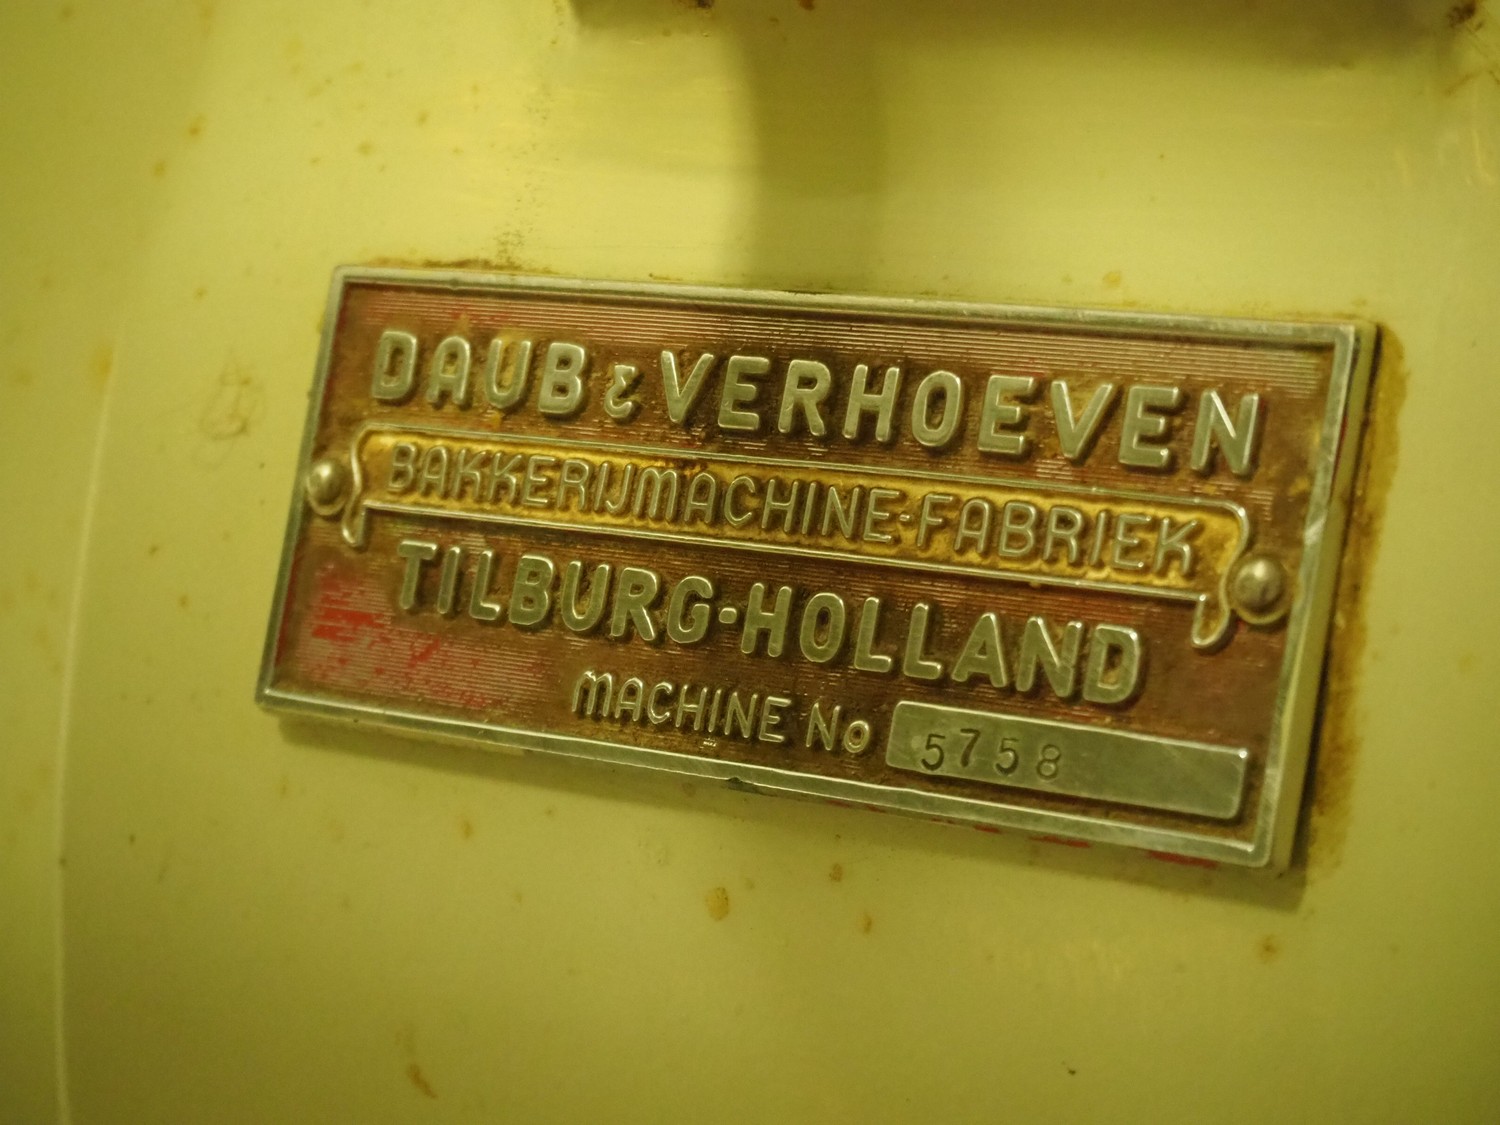 DAUB & VERHOEVEN
BAKKERIJMACHINE-FABRIEK
TILBURG-HOLLAND
MACHINE No 5758